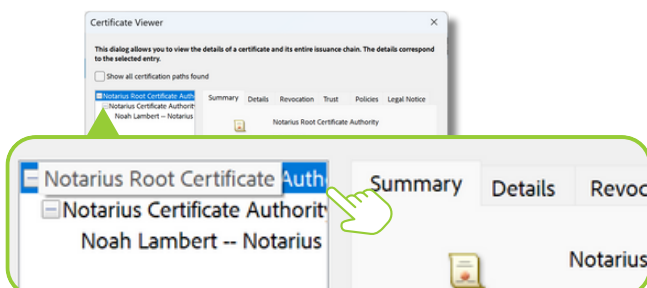 Certificate Viewer
This dialog allows you to view the details of a certificate and its entire issuance chain. The details correspond
to the selected entry.
Show all certification paths found
Notarius Root Certificate Auth
Notarius Certificate Authorit
Noah Lambert -- Notarius
Summary Details Revocation Trust Policies Legal Notice
Notarius Root Certificate Authority
Notarius Root Certificate Auth
Notarius Certificate Authorit
Noah Lambert -- Notarius
Summary Details Revoc
Notarius